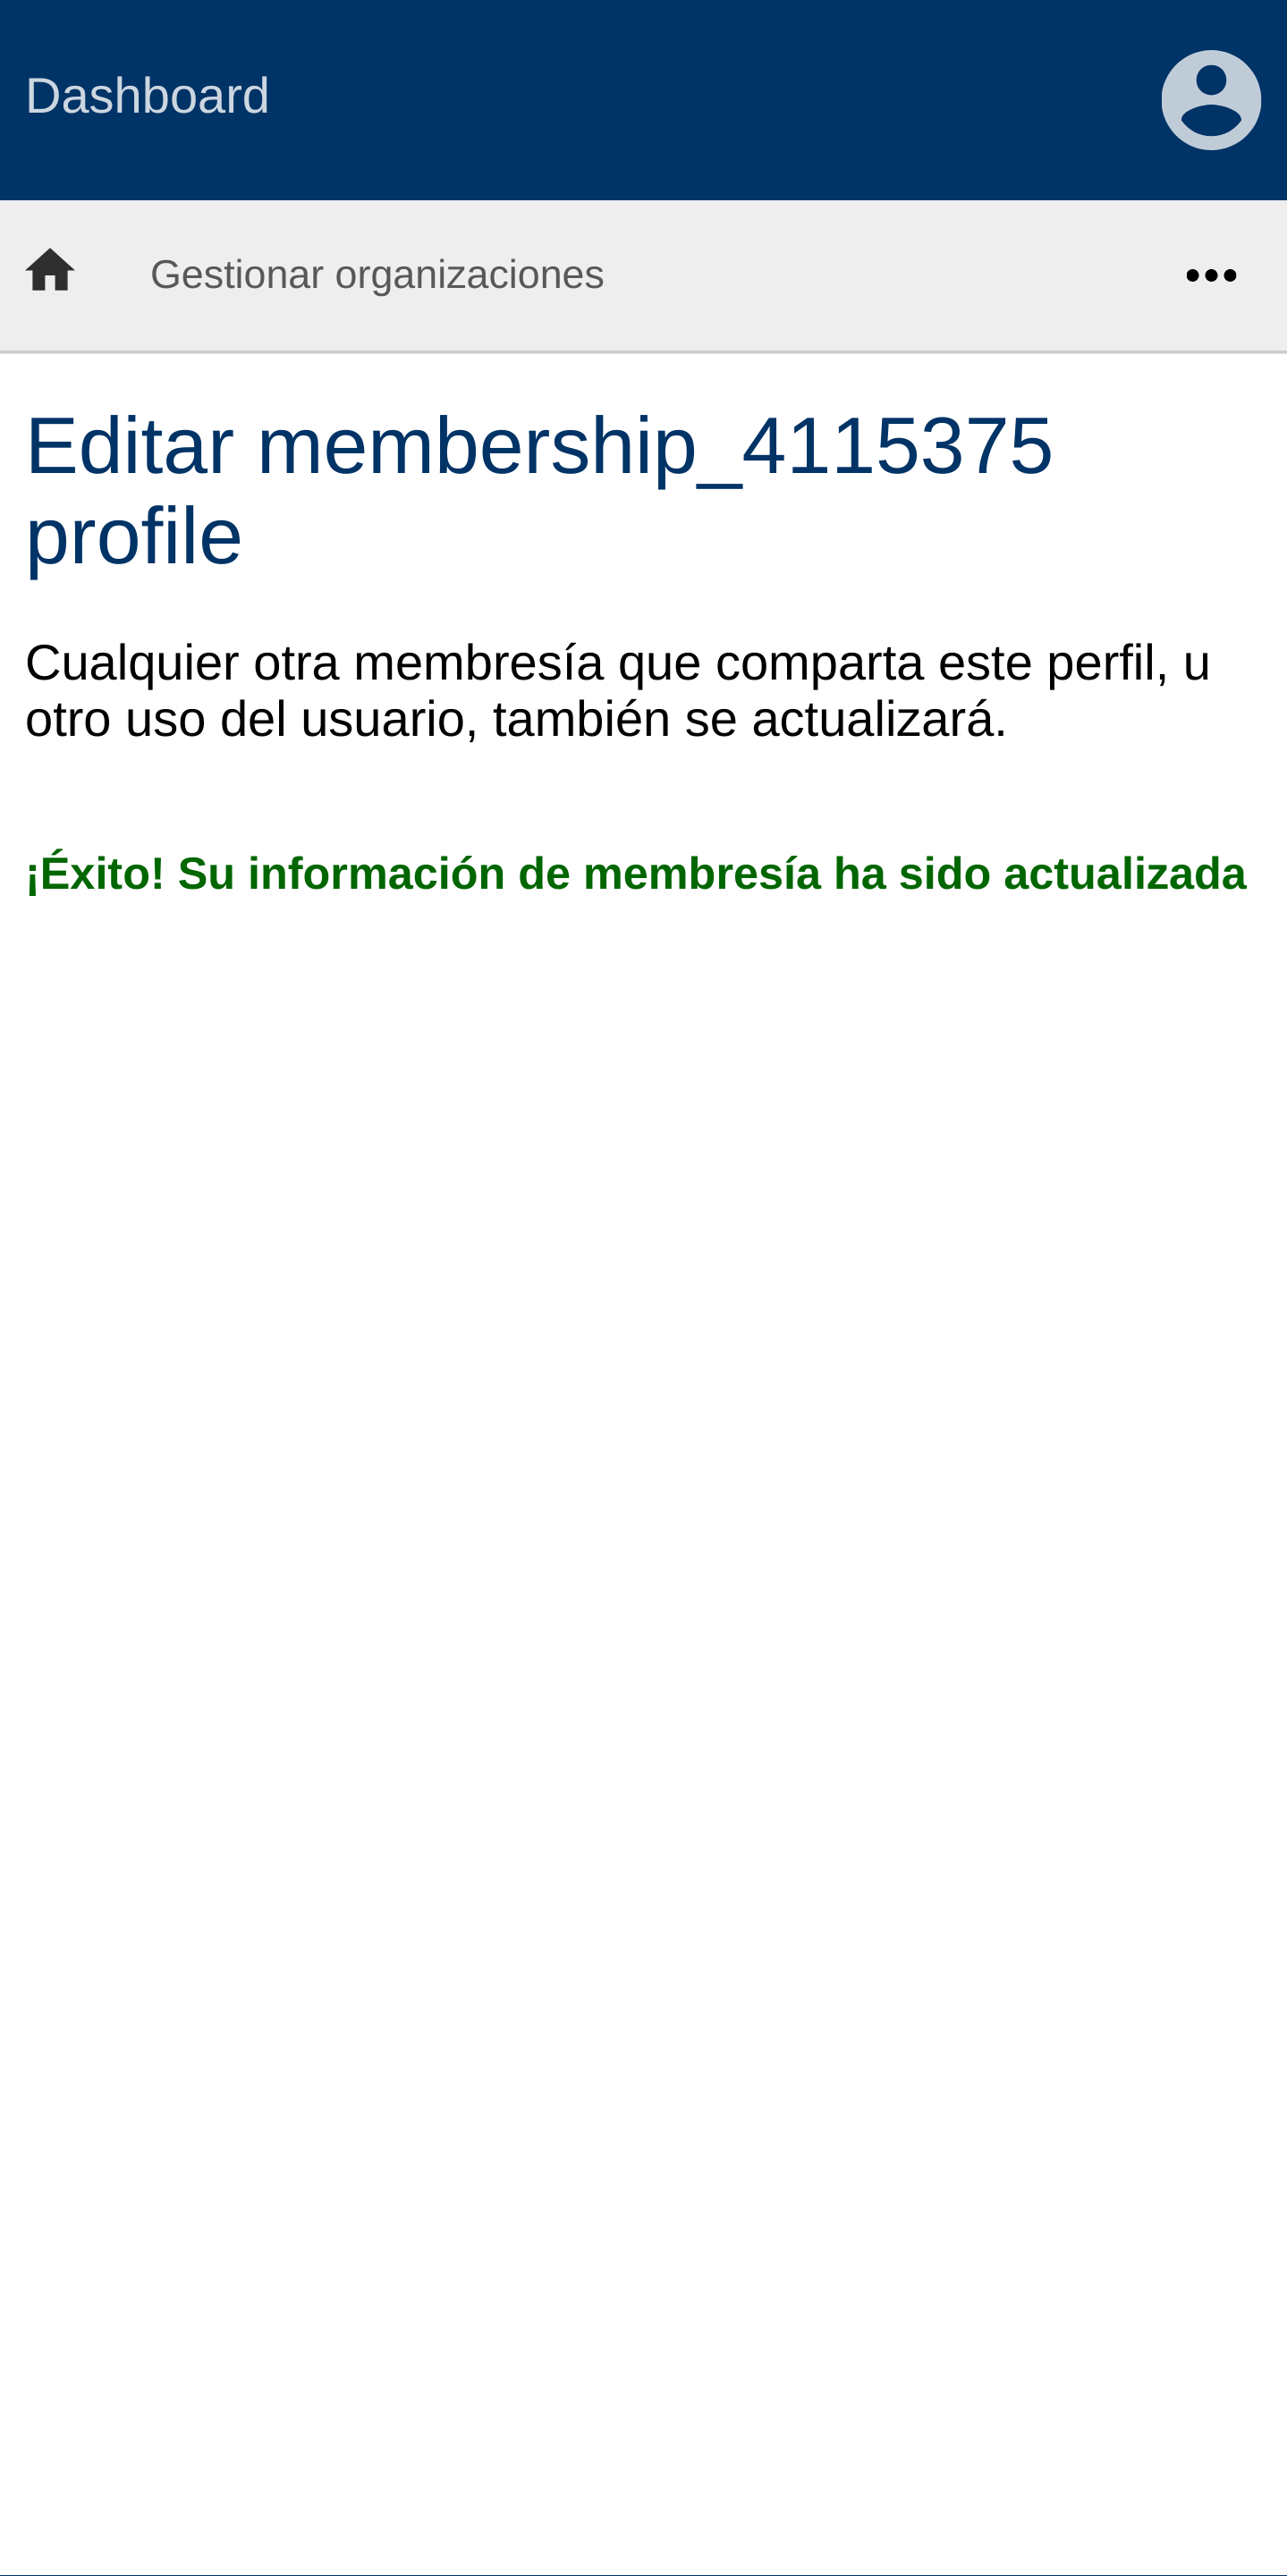 Dashboard
Gestionar organizaciones
Editar membership_4115375
profile
Cualquier otra membresía que comparta este perfil, u
otro uso del usuario, también se actualizará.
¡Éxito! Su información de membresía ha sido actualizada